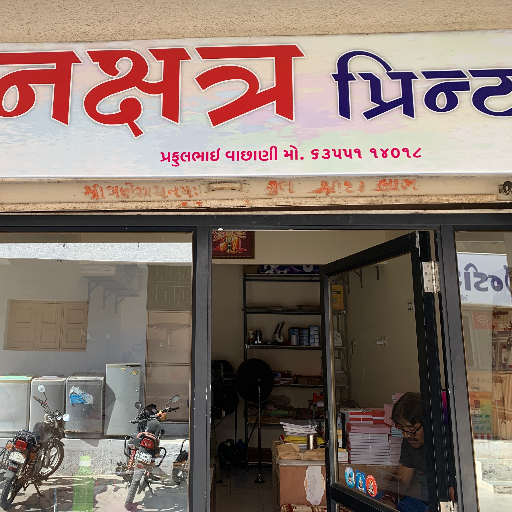 નક્ષત્ર પ્રિન્ટ
પ્રફુલભાઈ વાછાણી મો. ૬૩૫૫૧ ૧૪૦૧૮